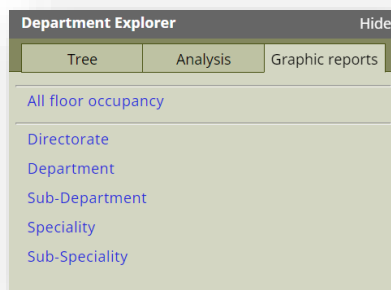 Department Explorer Hide
Tree Analysis Graphic reports
All floor occupancy
Directorate
Department
Sub-Department
Speciality
Sub-Speciality